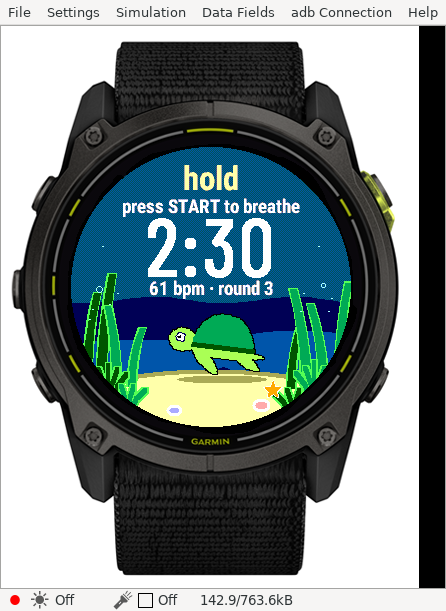 File Settings Simulation Data Fields adb Connection Help
hold
press START to breathe
2:30
61 bpm · round 3
GARMIN
Off Off 142.9/763.6kB